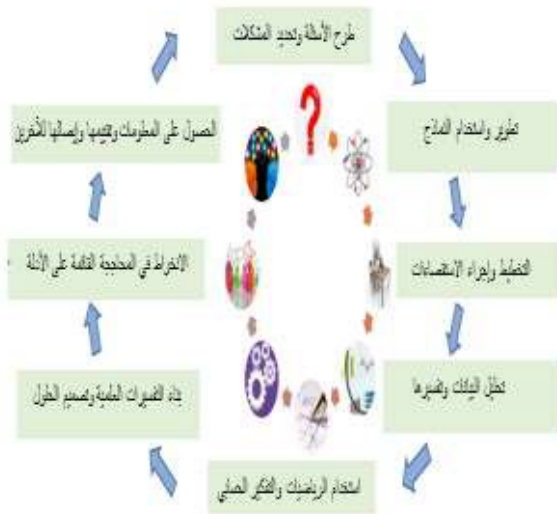 طرح الأسئلة وتحديد المشكلات
تطوير واستخدام النماذج
التخطيط وإجراء الاستقصاءات
تحليل البيانات وتفسيرها
استخدام الرياضيات والتفكير الحسابي
بناء التفسيرات العلمية وتصميم الحلول
الانخراط في المحاججة القائمة على الأدلة
الحصول على المعلومات وتقييمها وإيصالها للآخرين
?